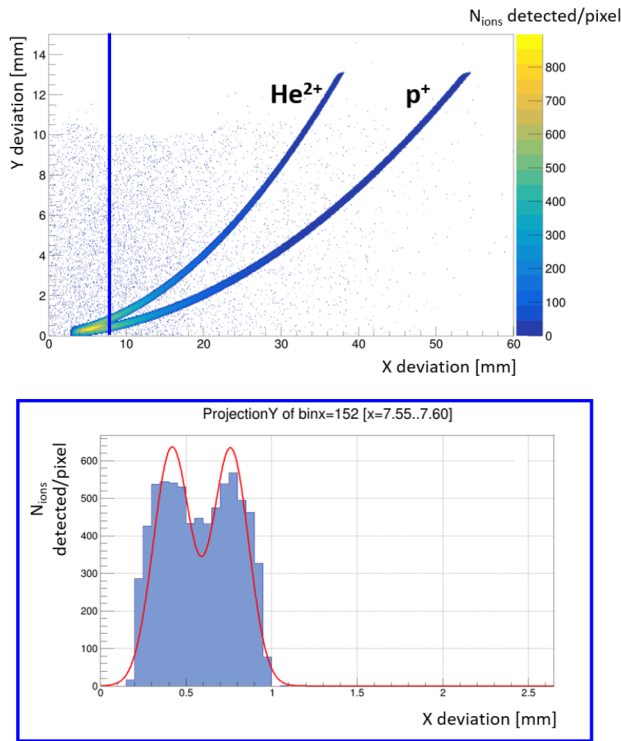 N_ions detected/pixel
Y deviation [mm]
14
12
10
8
6
4
2
0
He²⁺
p⁺
800
700
600
500
400
300
200
100
0
0 10 20 30 40 50 60
X deviation [mm]
ProjectionY of binx=152 [x=7.55..7.60]
N_ions
detected/pixel
600
500
400
300
200
100
0
0 0.5 1 1.5 2 2.5
X deviation [mm]